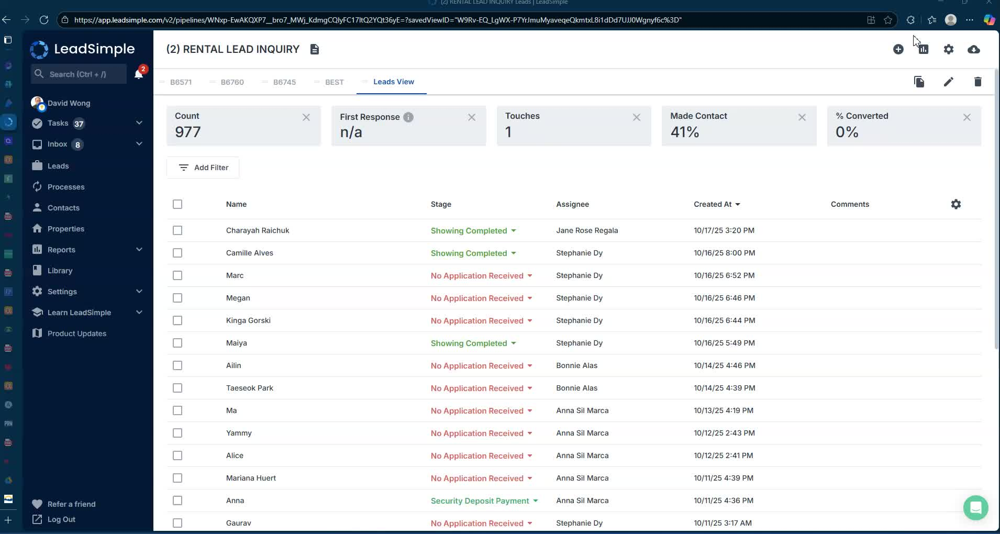 (2) RENTAL LEAD INQUIRY Leads | LeadSimple
https://app.leadsimple.com/v2/pipelines/WNxp-EwAKQXP7__bro7_MWj_KdmgCQlyFC17ltQ2YQt36yE=?savedViewID="W9Rv-EQ_LgWX-P7YrJmuMyaveqeQkmtxL8i1dDd7UJJ0Wgnyf6c%3D"
LeadSimple
Search (Ctrl + /)
2
David Wong
Tasks 37
Inbox 8
Leads
Processes
Contacts
Properties
Reports
Library
Settings
Learn LeadSimple
Product Updates
Refer a friend
Log Out
PRN
(2) RENTAL LEAD INQUIRY
B6571 B6760 B6745 BEST Leads View
Count First Response Touches Made Contact % Converted
977 n/a 1 41% 0%
Add Filter
Name Stage Assignee Created At Comments
Charayah Raichuk Showing Completed Jane Rose Regala 10/17/25 3:20 PM
Camille Alves Showing Completed Stephanie Dy 10/16/25 8:00 PM
Marc No Application Received Stephanie Dy 10/16/25 6:52 PM
Megan No Application Received Stephanie Dy 10/16/25 6:46 PM
Kinga Gorski No Application Received Stephanie Dy 10/16/25 6:44 PM
Maiya Showing Completed Stephanie Dy 10/16/25 5:49 PM
Ailin No Application Received Bonnie Alas 10/14/25 4:46 PM
Taeseok Park No Application Received Bonnie Alas 10/14/25 4:39 PM
Ma No Application Received Anna Sil Marca 10/13/25 4:19 PM
Yammy No Application Received Anna Sil Marca 10/12/25 2:43 PM
Alice No Application Received Anna Sil Marca 10/12/25 2:41 PM
Mariana Huert No Application Received Anna Sil Marca 10/11/25 4:39 PM
Anna Security Deposit Payment Anna Sil Marca 10/11/25 4:36 PM
Gaurav No Application Received Stephanie Dy 10/11/25 3:17 AM